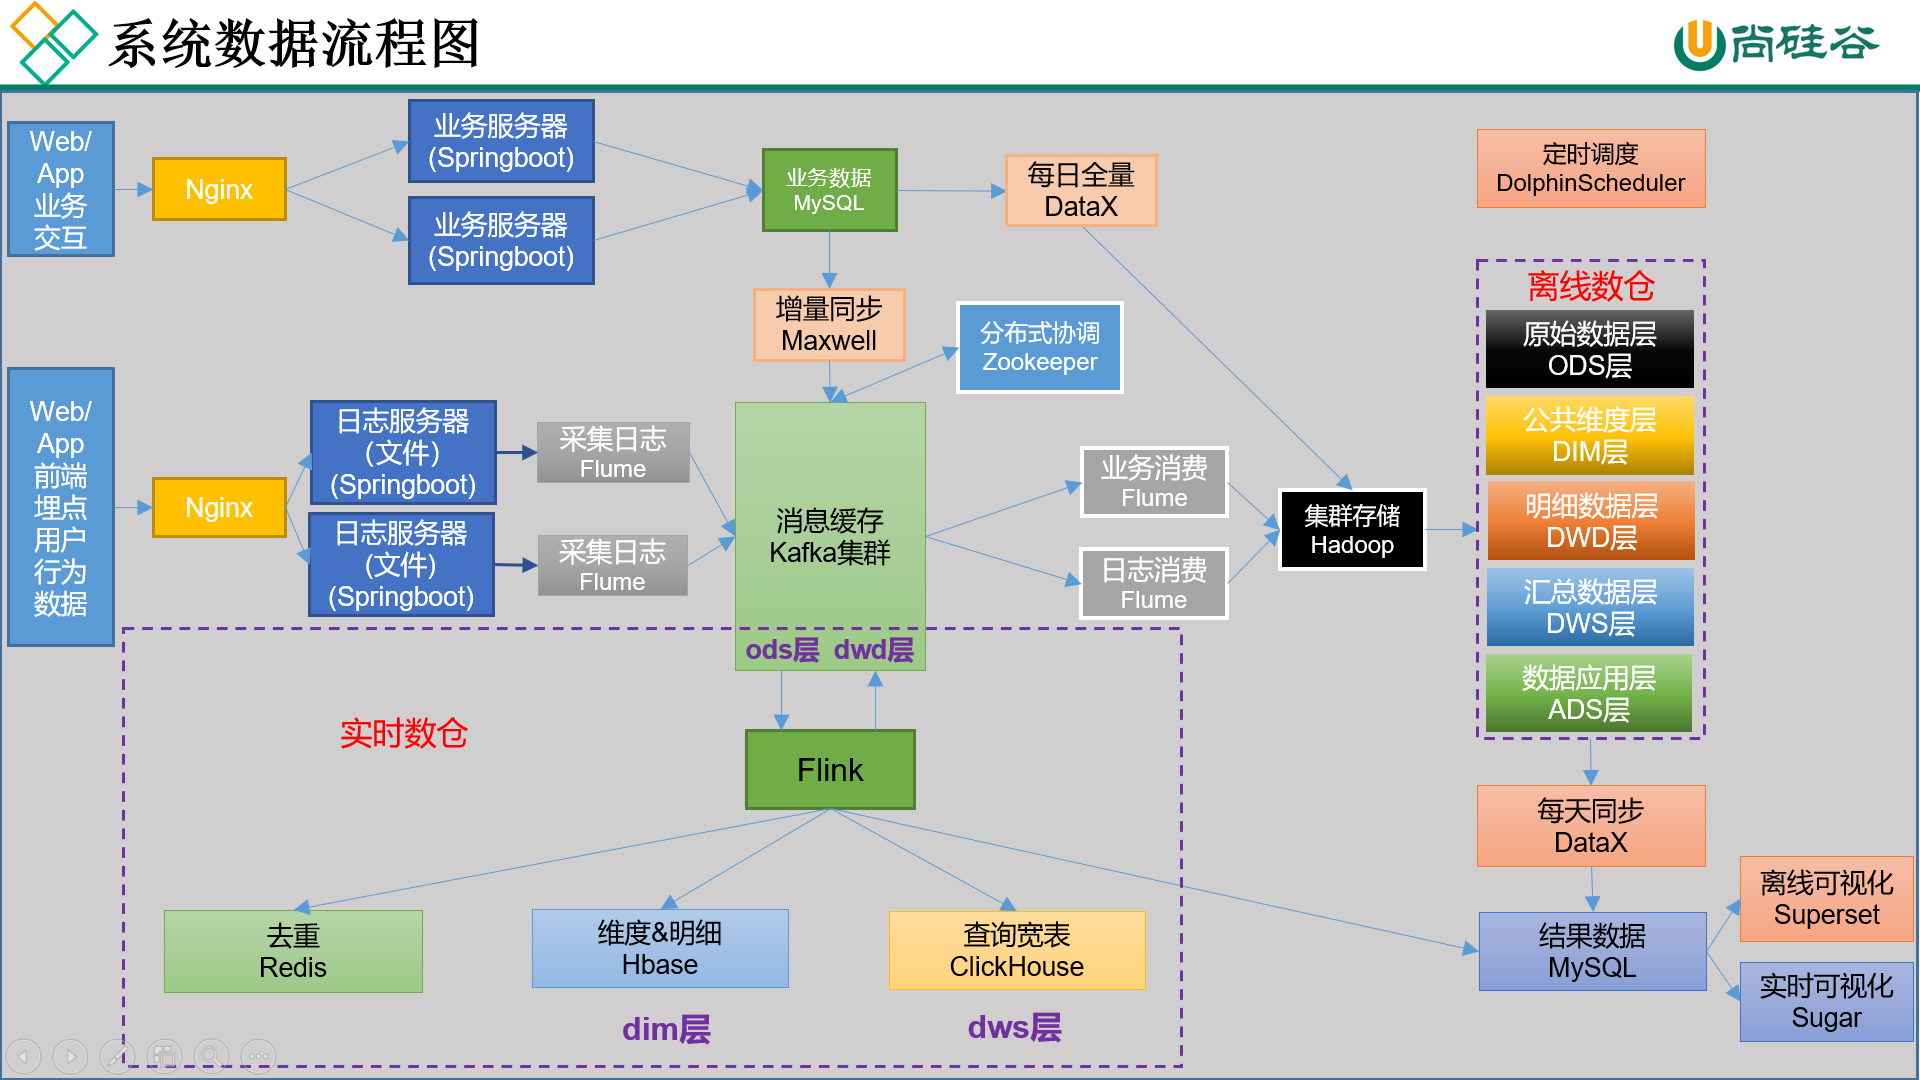 系统数据流程图
尚硅谷
Web/
App
业务
交互
Nginx
业务服务器
(Springboot)
业务服务器
(Springboot)
业务数据
MySQL
每日全量
DataX
定时调度
DolphinScheduler
增量同步
Maxwell
分布式协调
Zookeeper
Web/
App
前端
埋点
用户
行为
数据
Nginx
日志服务器
(文件)
(Springboot)
日志服务器
(文件)
(Springboot)
采集日志
Flume
采集日志
Flume
消息缓存
Kafka集群
ods层 dwd层
业务消费
Flume
日志消费
Flume
集群存储
Hadoop
离线数仓
原始数据层
ODS层
公共维度层
DIM层
明细数据层
DWD层
汇总数据层
DWS层
数据应用层
ADS层
实时数仓
Flink
去重
Redis
维度&明细
Hbase
查询宽表
ClickHouse
dim层
dws层
每天同步
DataX
结果数据
MySQL
离线可视化
Superset
实时可视化
Sugar